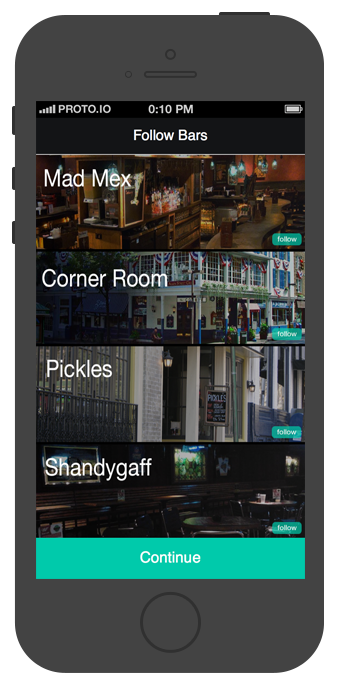 PROTO.IO 0:10 PM
Follow Bars
Mad Mex
follow
Corner Room
follow
Pickles
PICKLES
follow
Shandygaff
follow
Continue